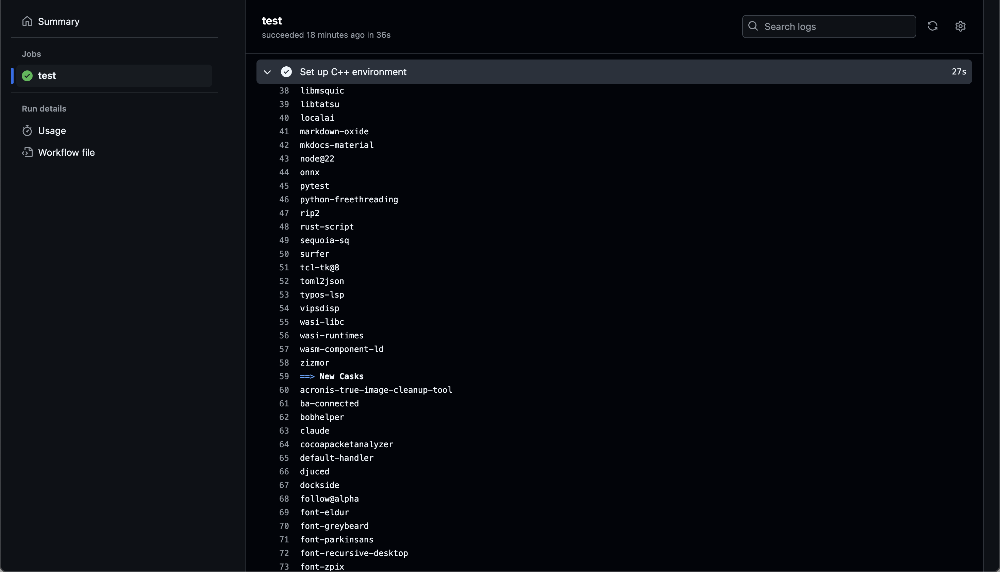 Summary
Jobs
test
Run details
Usage
Workflow file
test
succeeded 18 minutes ago in 36s
Search logs
Set up C++ environment 27s
38 libmsquic
39 libtatsu
40 localai
41 markdown-oxide
42 mkdocs-material
43 node@22
44 onnx
45 pytest
46 python-freethreading
47 rip2
48 rust-script
49 sequoia-sq
50 surfer
51 tcl-tk@8
52 toml2json
53 typos-lsp
54 vipsdisp
55 wasi-libc
56 wasi-runtimes
57 wasm-component-ld
58 zizmor
59 ==> New Casks
60 acronis-true-image-cleanup-tool
61 ba-connected
62 bobhelper
63 claude
64 cocoapacketanalyzer
65 default-handler
66 djuced
67 dockside
68 follow@alpha
69 font-eldur
70 font-greybeard
71 font-parkinsans
72 font-recursive-desktop
73 font-zpix